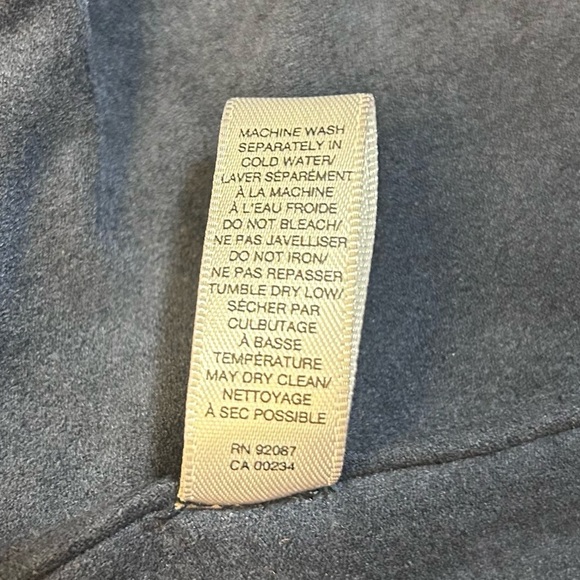 MACHINE WASH
SEPARATELY IN
COLD WATER/
LAVER SÉPARÉMENT
À LA MACHINE
À L'EAU FROIDE
DO NOT BLEACH/
NE PAS JAVELLISER
DO NOT IRON/
NE PAS REPASSER
TUMBLE DRY LOW/
SÉCHER PAR
CULBUTAGE
À BASSE
TEMPÉRATURE
MAY DRY CLEAN/
NETTOYAGE
À SEC POSSIBLE
RN 92087
CA 00234